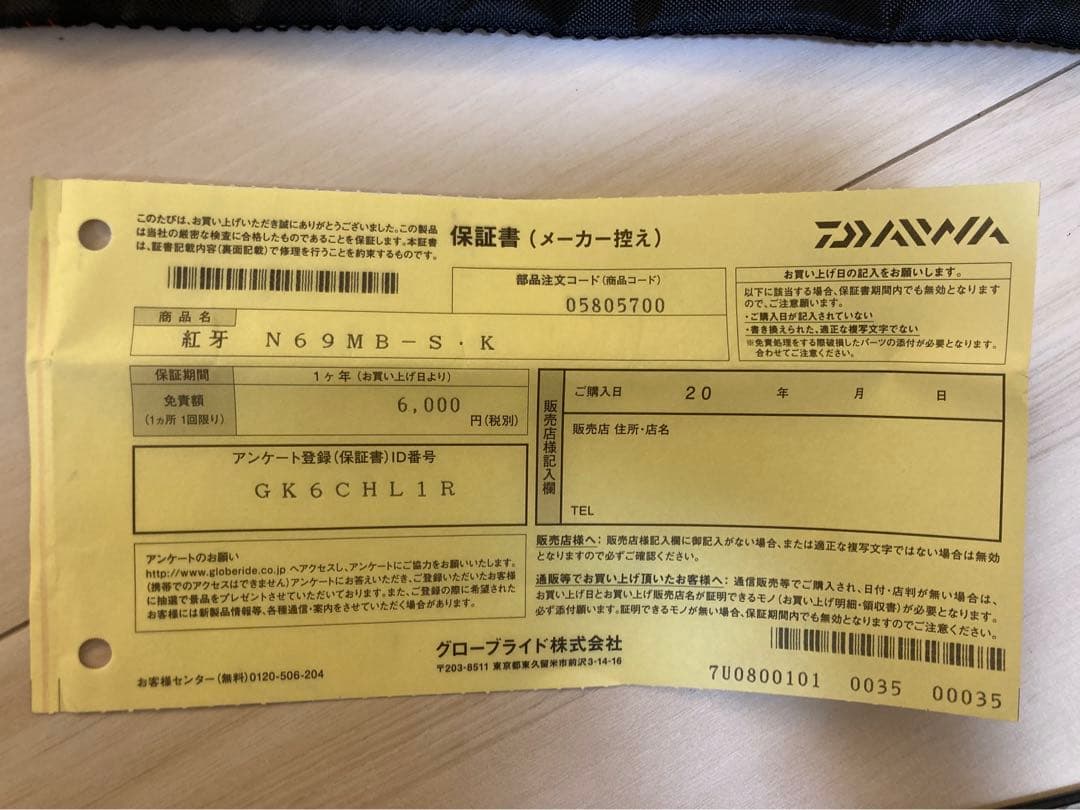 このたびは、お買い上げいただき誠にありがとうございました。この製品
は当社の厳密な検査に合格したものであることを保証します。本証書
は、証書記載内容(裏面記載)で修理を行うことを約束するものです。
保証書(メーカー控え)
DAIWA
部品注文コード(商品コード)
05805700
お買い上げ日の記入をお願いします。
以下に該当する場合、保証書期間内でも無効となります
ので、ご注意願います。
・ご購入日が記入されていない
・書き換えられた、適正な複写文字でない
※免責処理をする際破損したパーツの添付が必要となります。
合わせてご注意ください。
商品名
紅牙 N69MB-S・K
保証期間
1ヶ年(お買い上げ日より)
免責額
(1ヵ所 1回限り)
6,000
円(税別)
アンケート登録(保証書)ID番号
GK6CHL1R
販売店様記入欄
ご購入日 20 年 月 日
販売店 住所・店名
TEL
アンケートのお願い
http://www.globeride.co.jp へアクセスし、アンケートにご協力をお願いいたします。
(携帯でのアクセスはできません)アンケートにお答えいただき、ご登録いただいたお客様
に抽選で景品をプレゼントさせていただいております。また、ご登録の際に希望された
お客様には新製品情報等、各種通信・案内をさせていただく場合があります。
販売店様へ:販売店様記入欄に御記入がない場合、または適正な複写文字ではない場合は無効
となりますので必ずご確認ください。
通販等でお買い上げ頂いたお客様へ:通信販売等でご購入され、日付・店判が無い場合は、
お買い上げ日とお買い上げ販売店名が証明できるモノ(お買い上げ明細・領収書)が必要となります。
必ず添付願います。証明できるモノが無い場合、保証期間内でも無効となりますのでご注意ください。
グローブライド株式会社
〒203-8511 東京都東久留米市前沢3-14-16
お客様センター(無料)0120-506-204
7U0800101 0035 00035